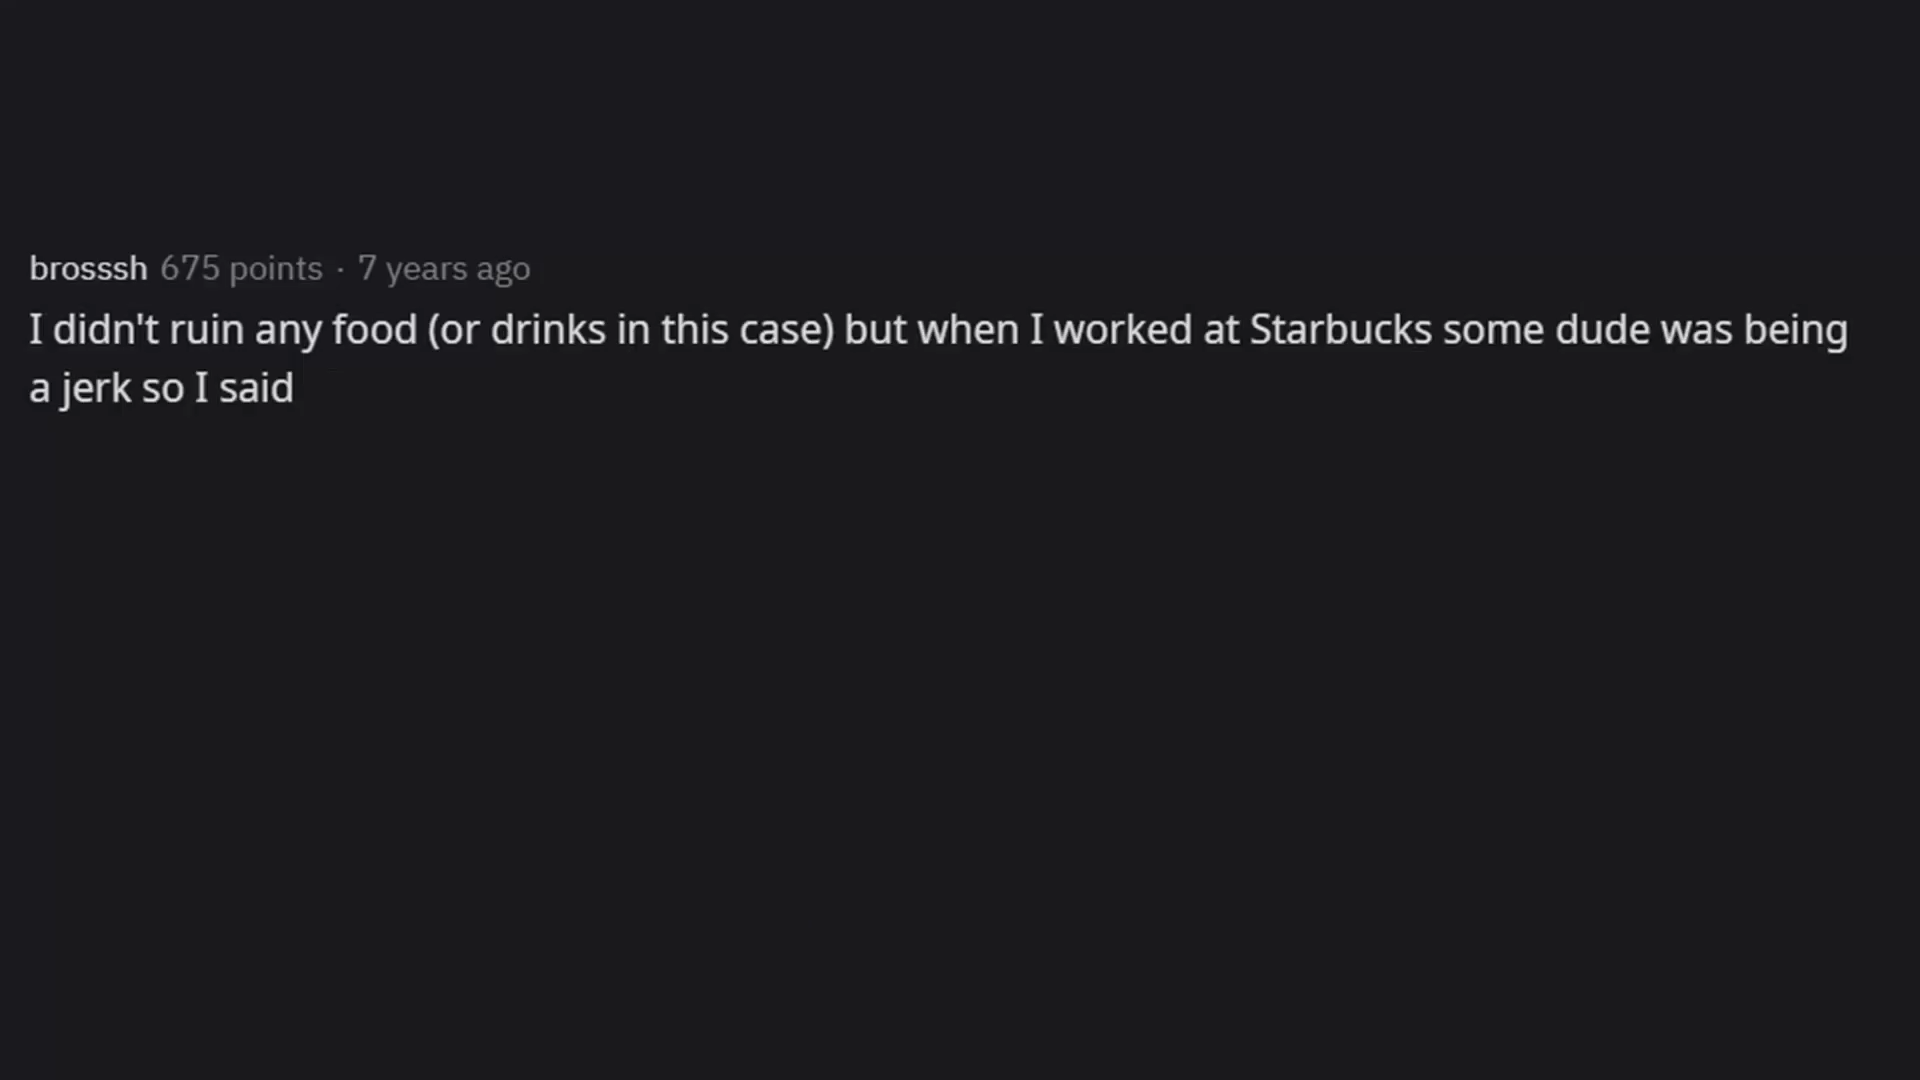 brosssh 675 points · 7 years ago
I didn't ruin any food (or drinks in this case) but when I worked at Starbucks some dude was being
a jerk so I said